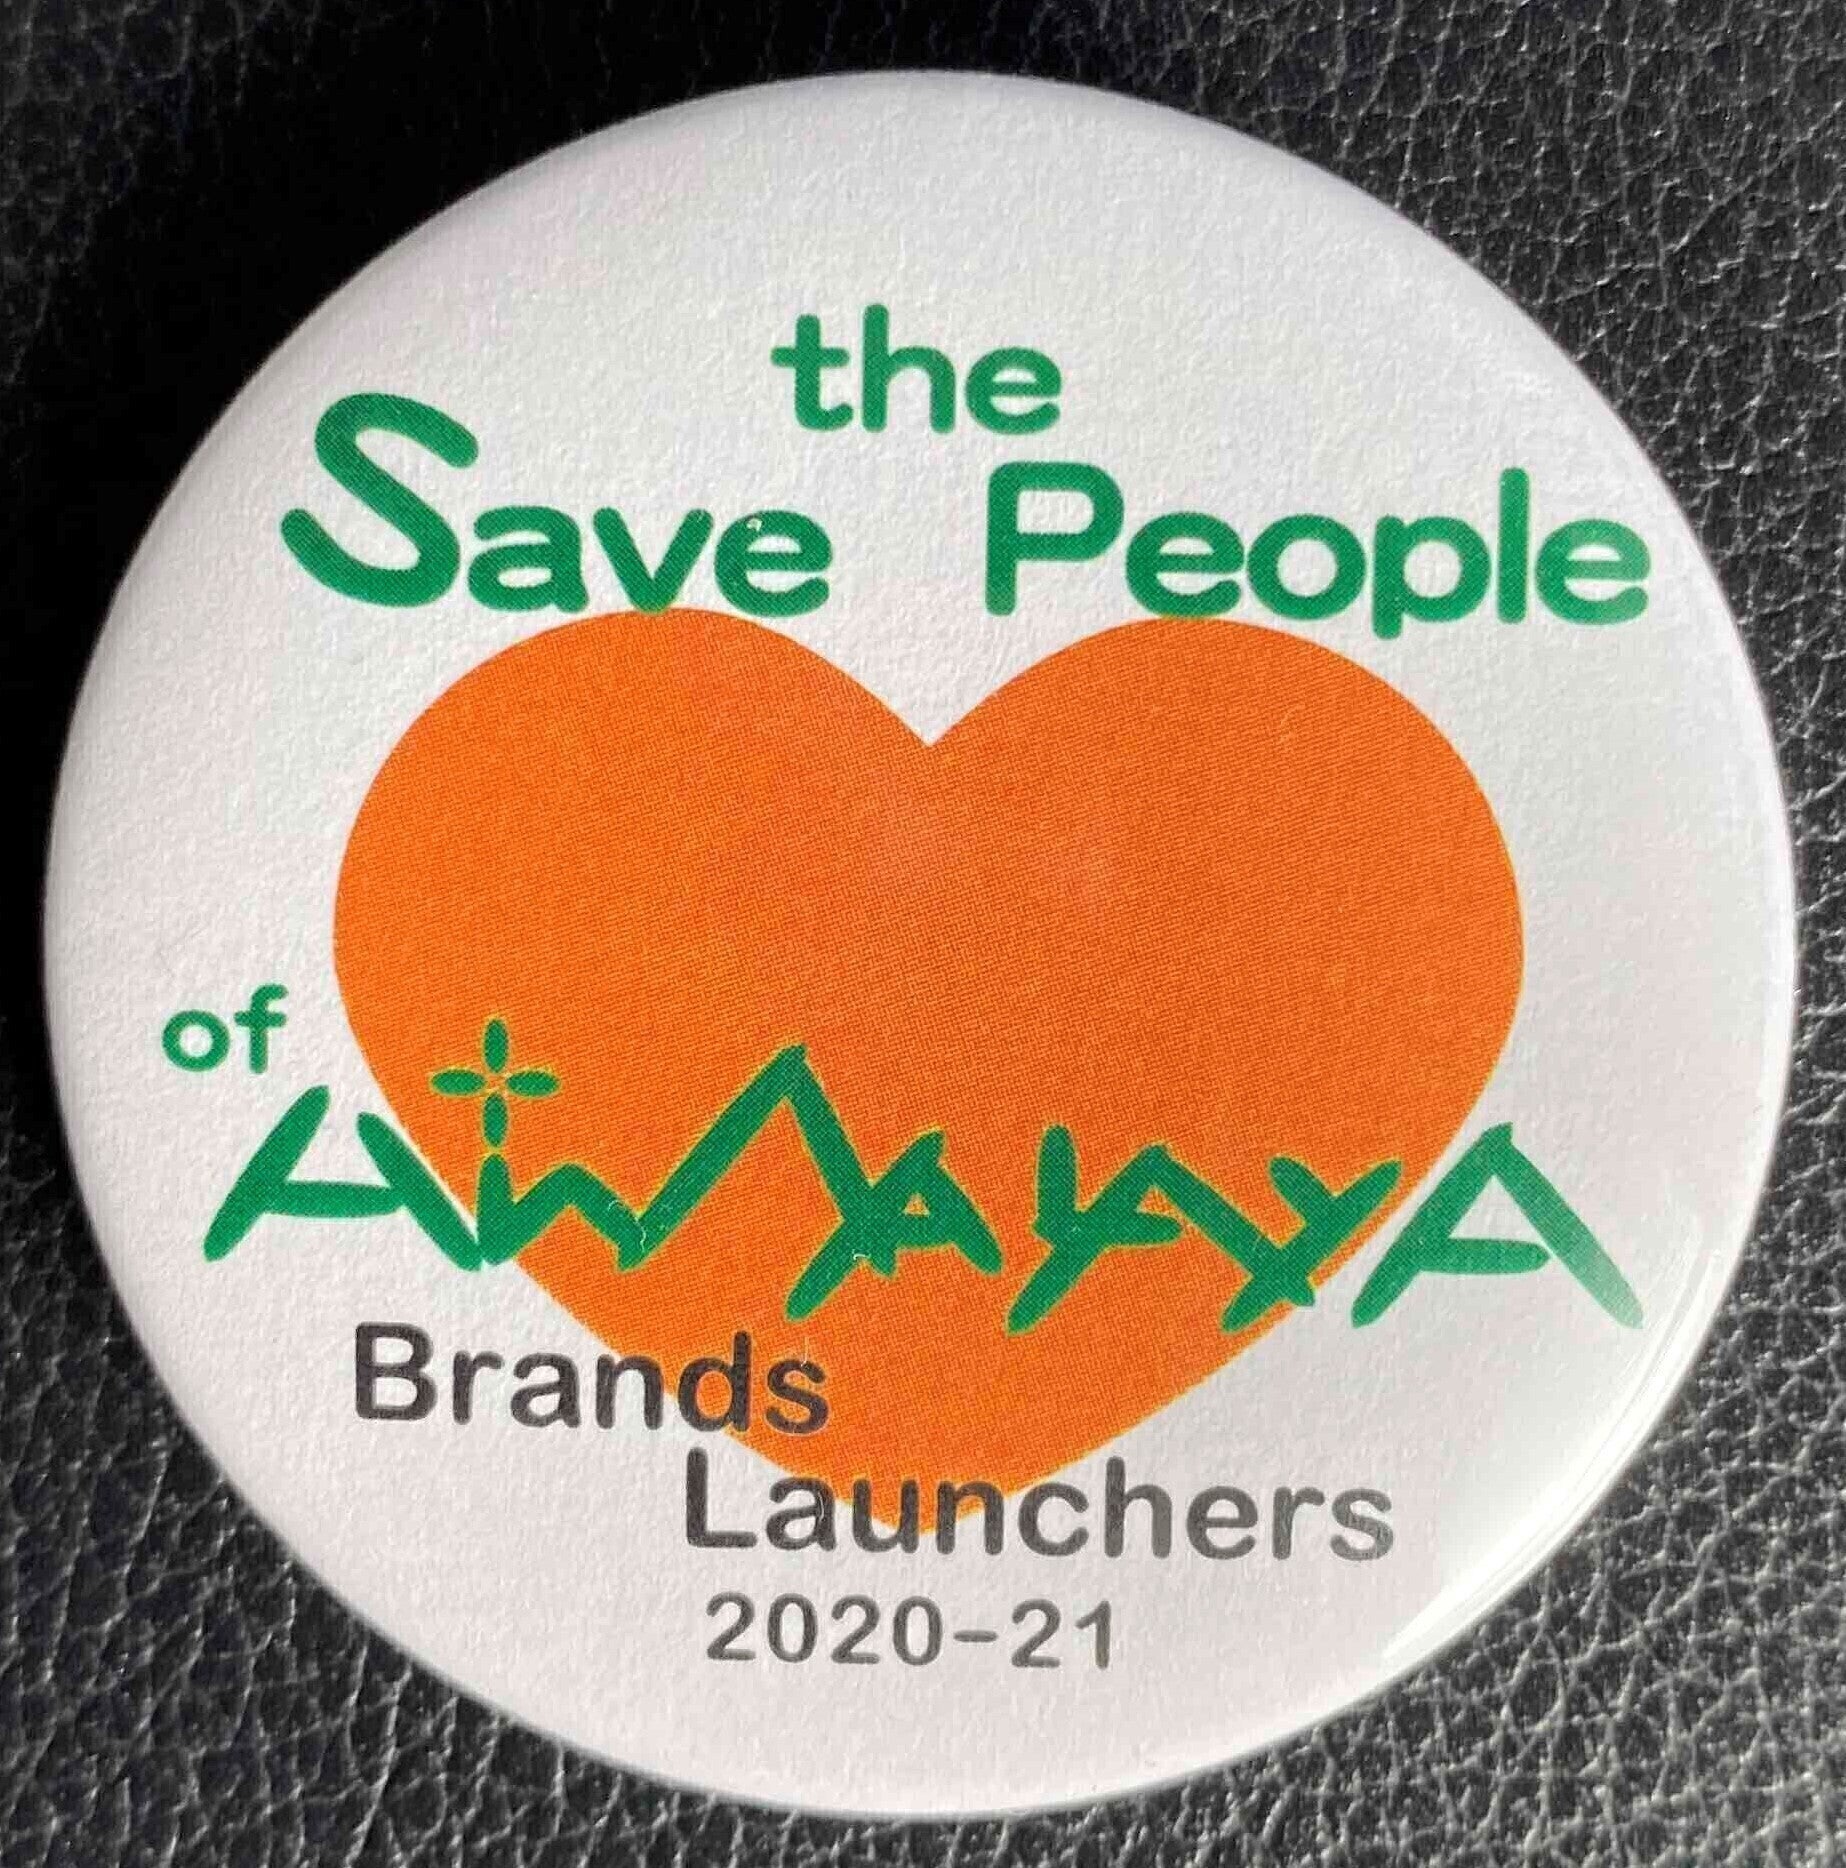 the
Save People
of
Brands
Launchers
2020-21